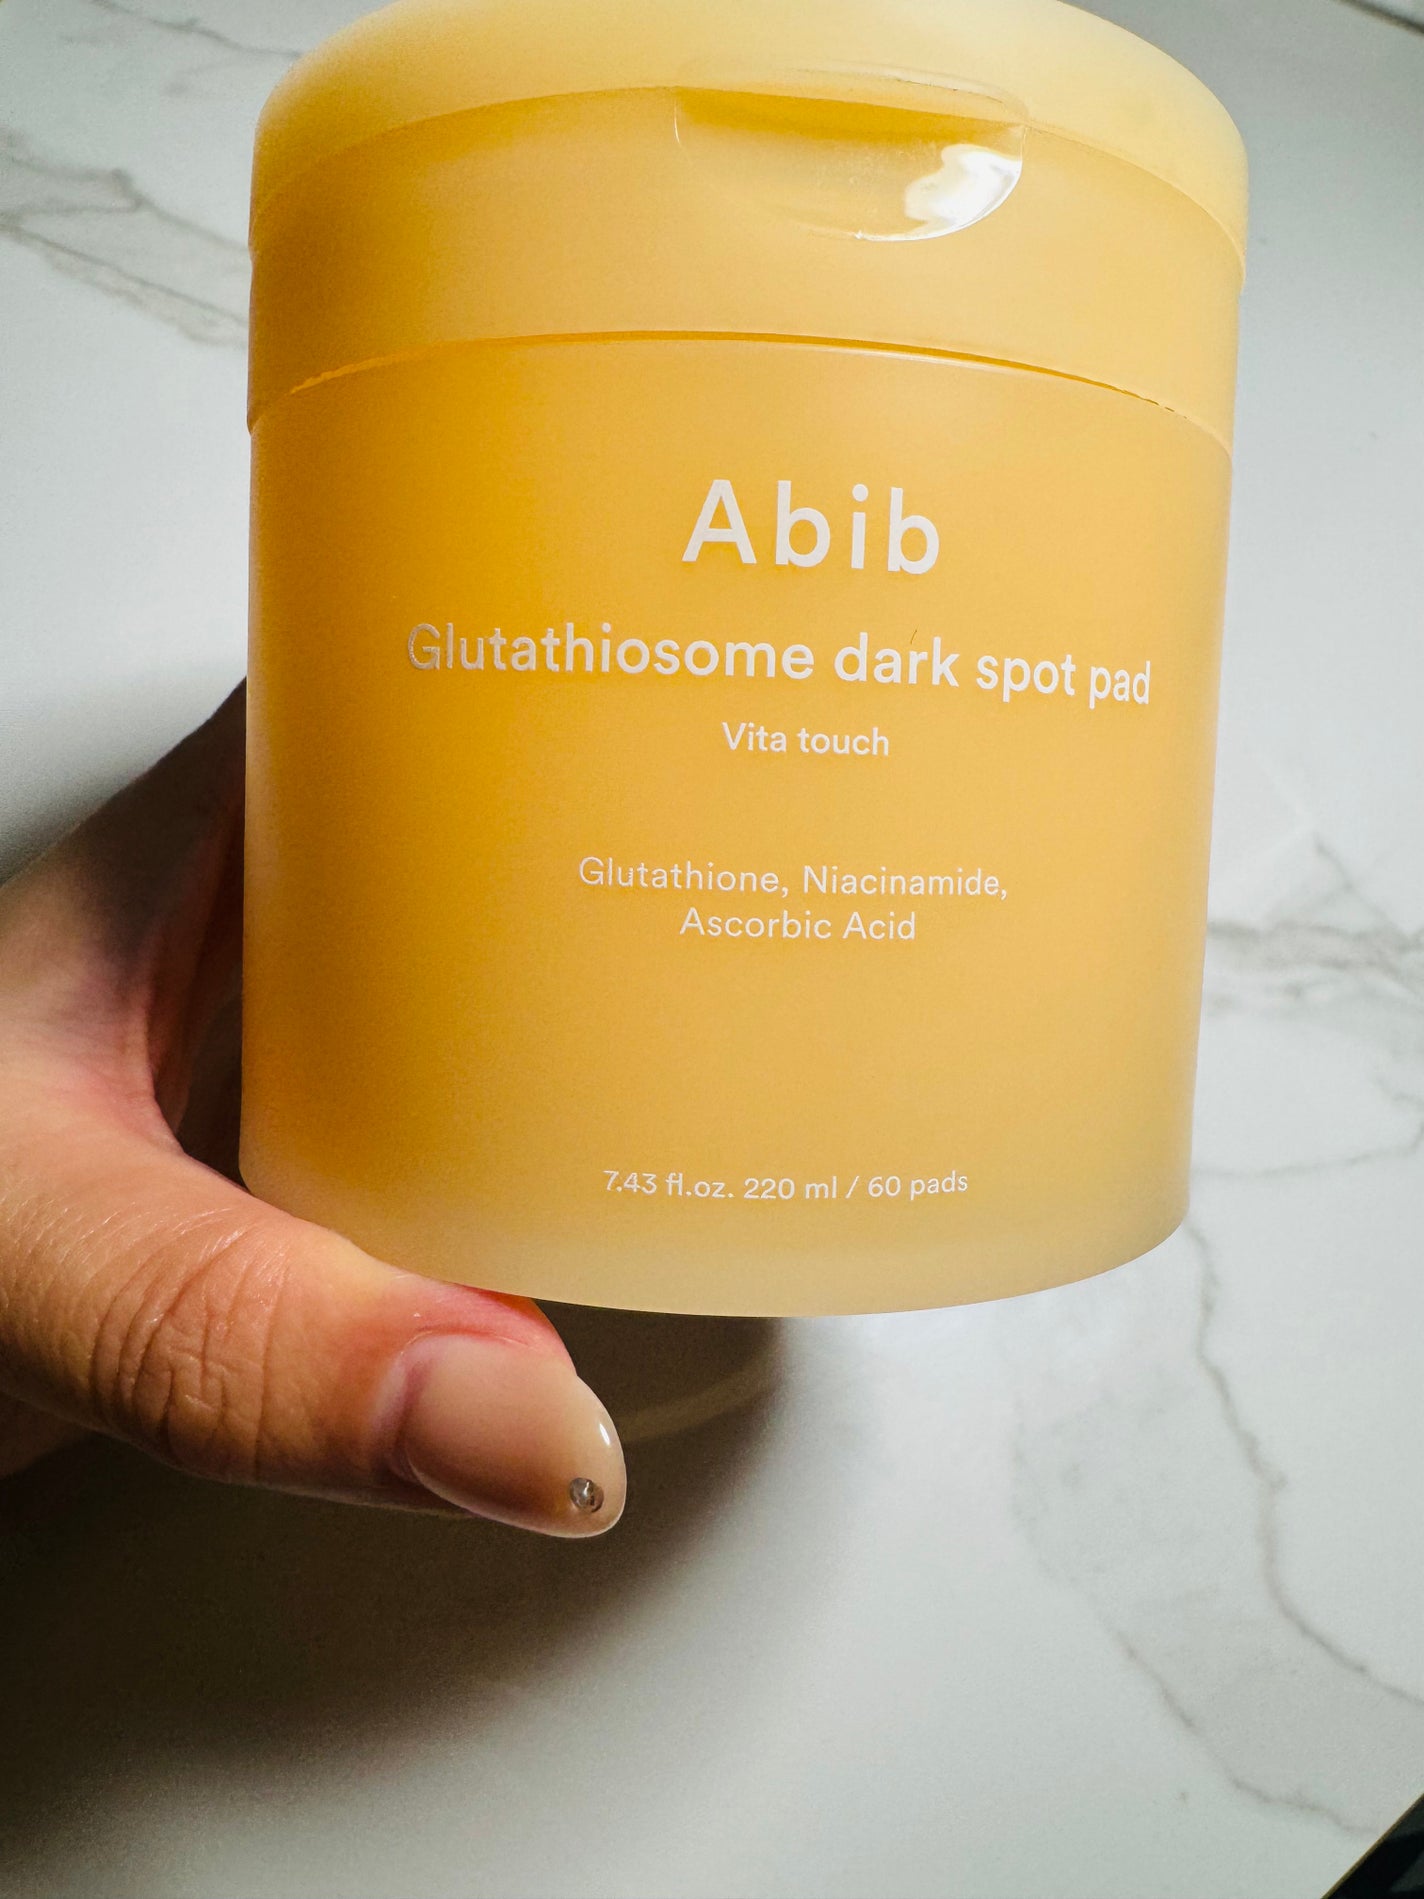 Abib
Glutathiosome dark spot pad
Vita touch
Glutathione, Niacinamide,
Ascorbic Acid
7.43 fl.oz. 220 ml / 60 pads